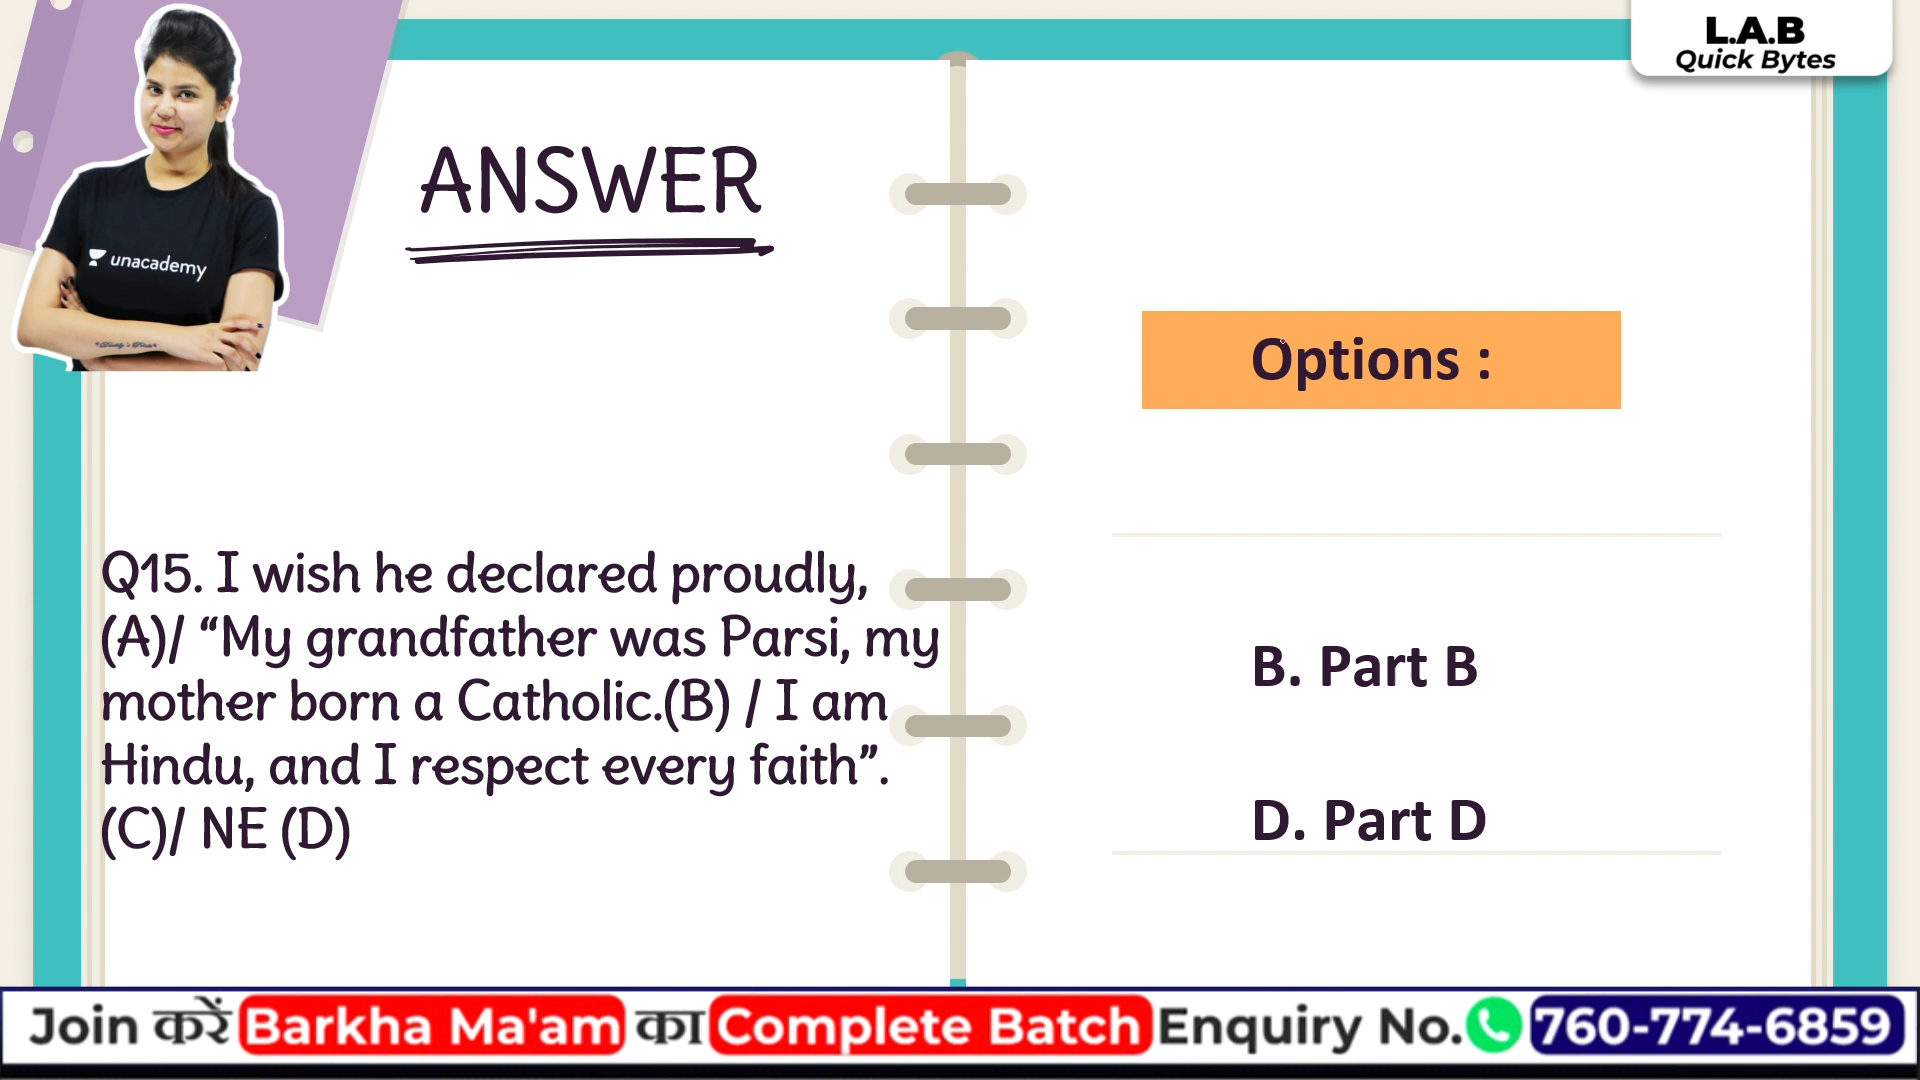 L.A.B
Quick Bytes
unacademy
ANSWER
Q15. I wish he declared proudly,
(A)/ “My grandfather was Parsi, my
mother born a Catholic.(B) / I am
Hindu, and I respect every faith”.
(C)/ NE (D)
Options :
B. Part B
D. Part D
Join करें Barkha Ma'am का Complete Batch Enquiry No. 760-774-6859